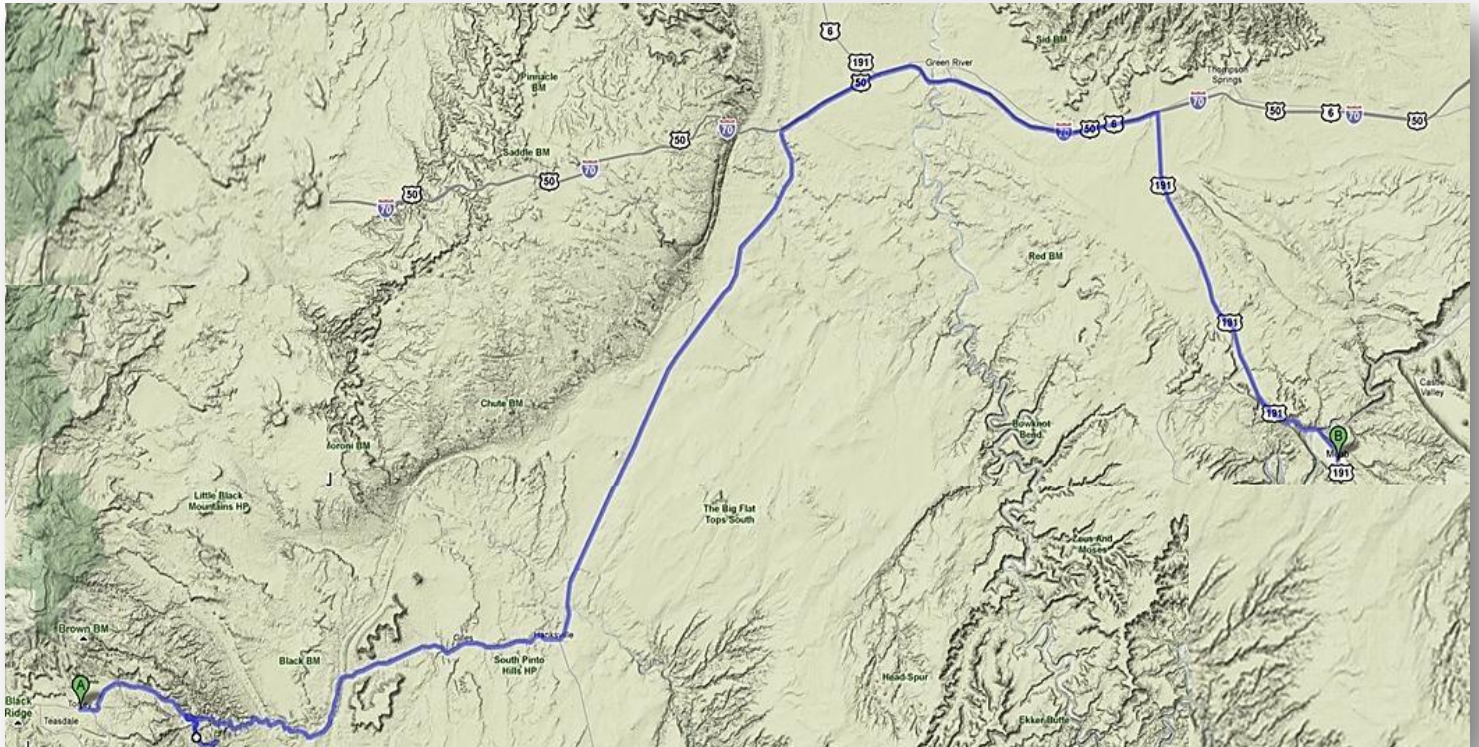 6
Sid BM
191
Green River
Thompson
Springs
Pinnacle
BM
50
70
50
6
70
50
50
6
70
50
70
Saddle BM
50
70
50
70
191
Red BM
191
Castle
Valley
Chute BM
191
Bowknot
Bend
B
191
Little Black
Mountains HP
The Big Flat
Tops South
Zeus And
Moses
Brown BM
Giles
Hanksville
Black BM
South Pinto
Hills HP
Head Spur
A
Black
Ridge
Teasdale
Ekker Butte